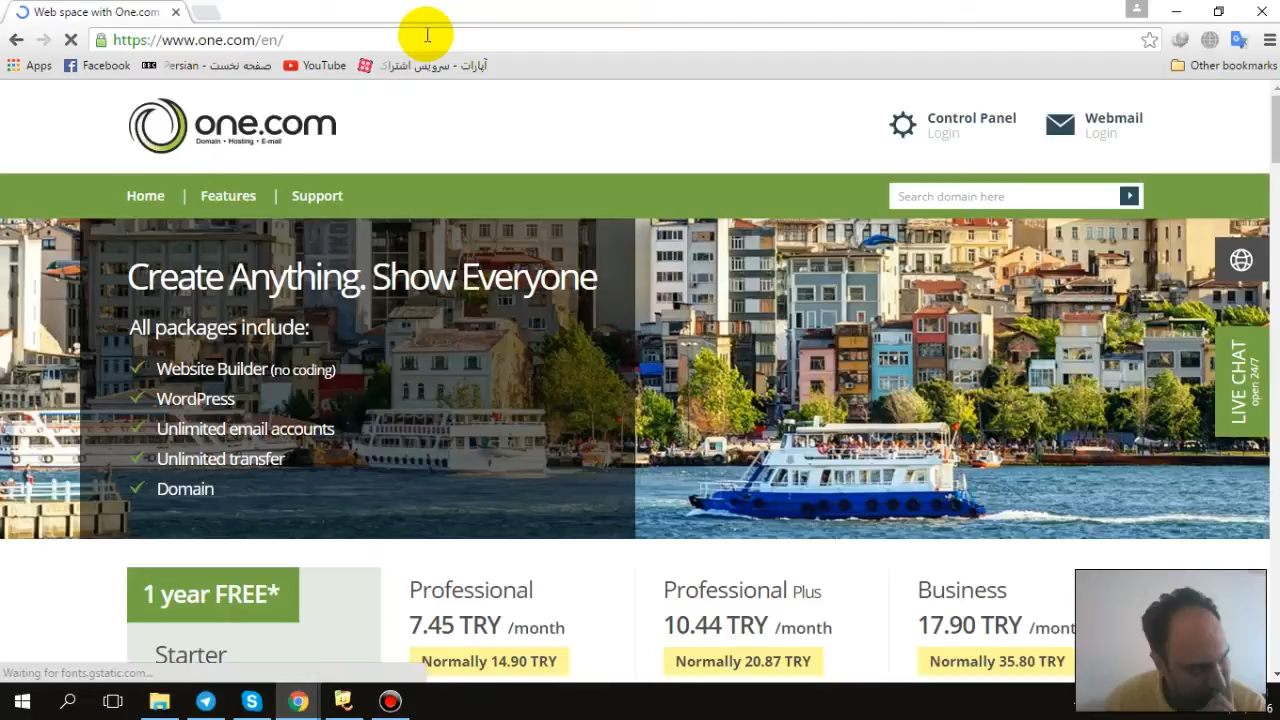 Web space with One.com
https://www.one.com/en/
Apps
Facebook
Persian - صفحه نخست
YouTube
آپارات - سرویس اشتراک
Other bookmarks
one.com
Domain • Hosting • E-mail
Control Panel
Login
Webmail
Login
Home | Features | Support
Search domain here
Create Anything. Show Everyone
All packages include:
Website Builder (no coding)
WordPress
Unlimited email accounts
Unlimited transfer
Domain
LIVE CHAT
open 24/7
1 year FREE*
Starter
Professional
7.45 TRY /month
Normally 14.90 TRY
Professional Plus
10.44 TRY /month
Normally 20.87 TRY
Business
17.90 TRY /mont
Normally 35.80 TRY
Waiting for fonts.gstatic.com...